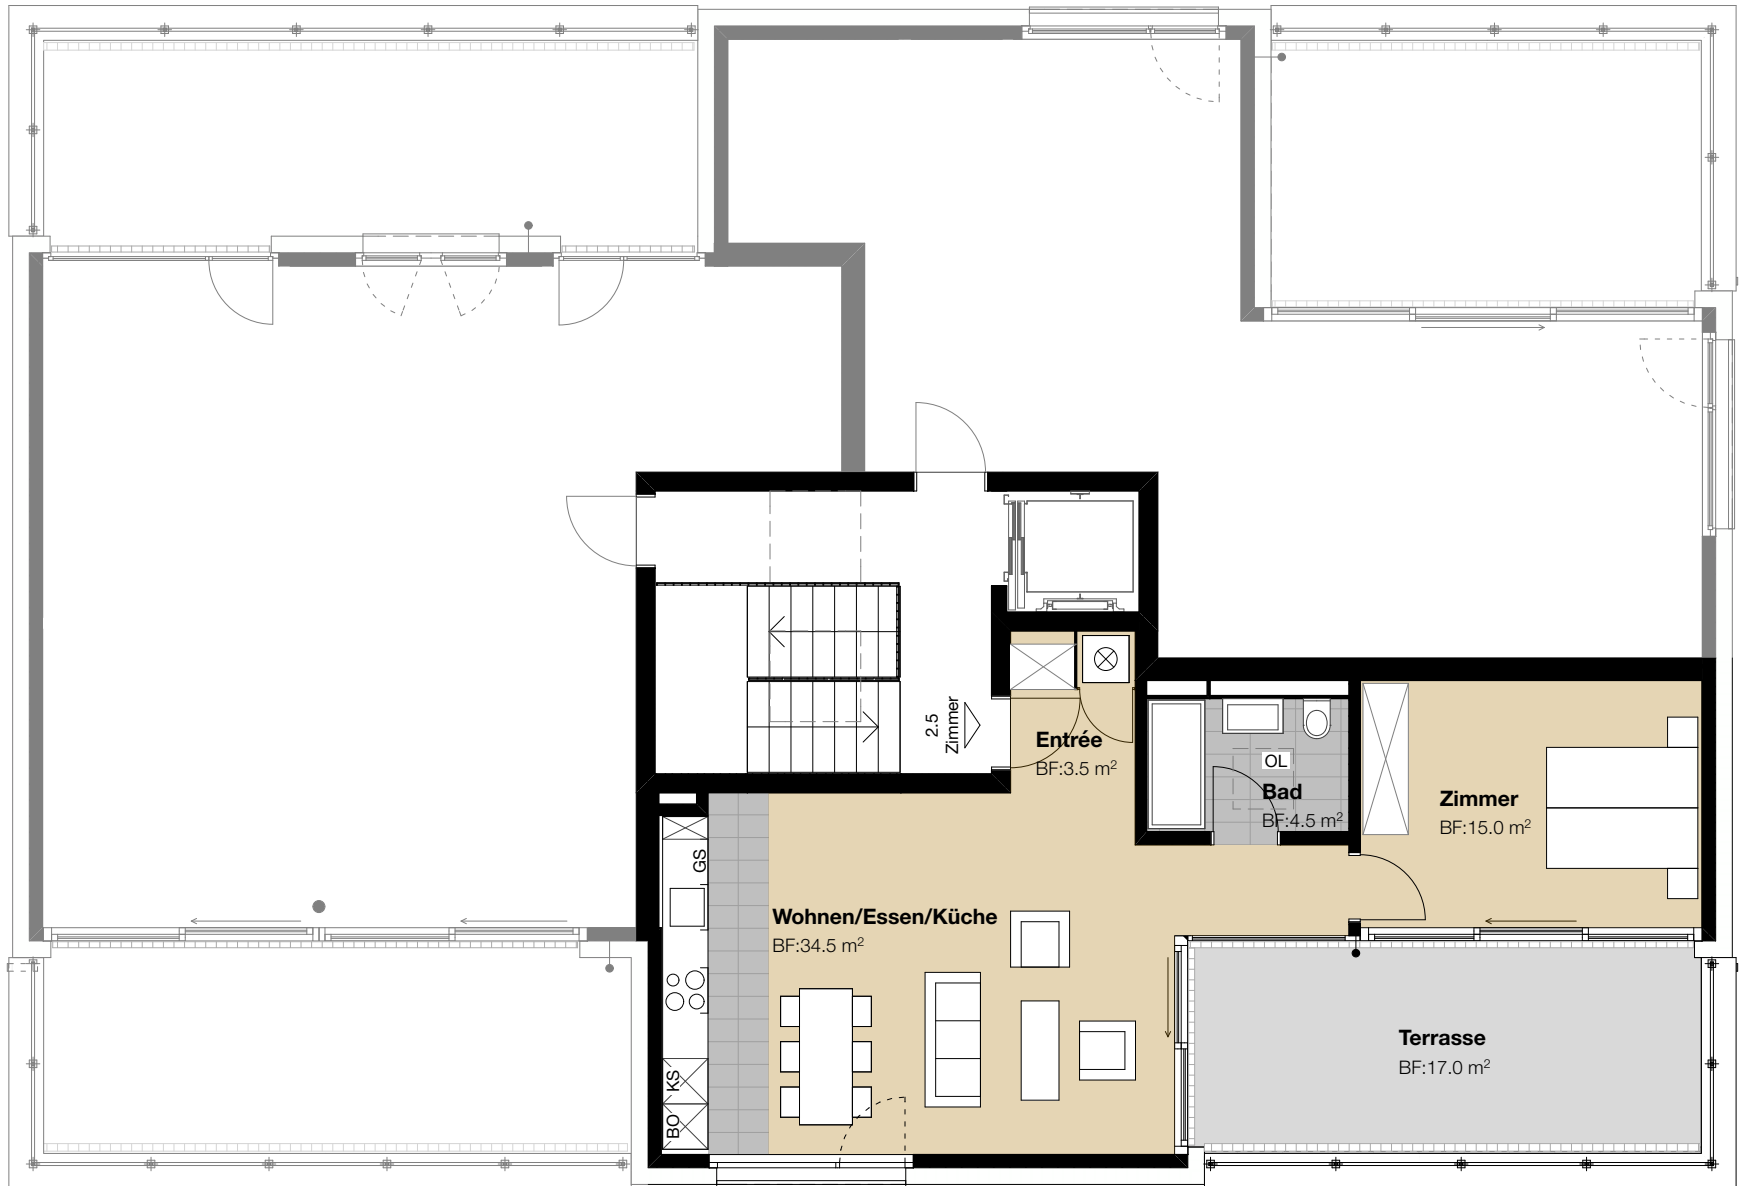 2.5
Zimmer
Entrée
BF:3.5 m²
OL
Bad
BF:4.5 m²
Zimmer
BF:15.0 m²
GS
Wohnen/Essen/Küche
BF:34.5 m²
KS
BO
Terrasse
BF:17.0 m²